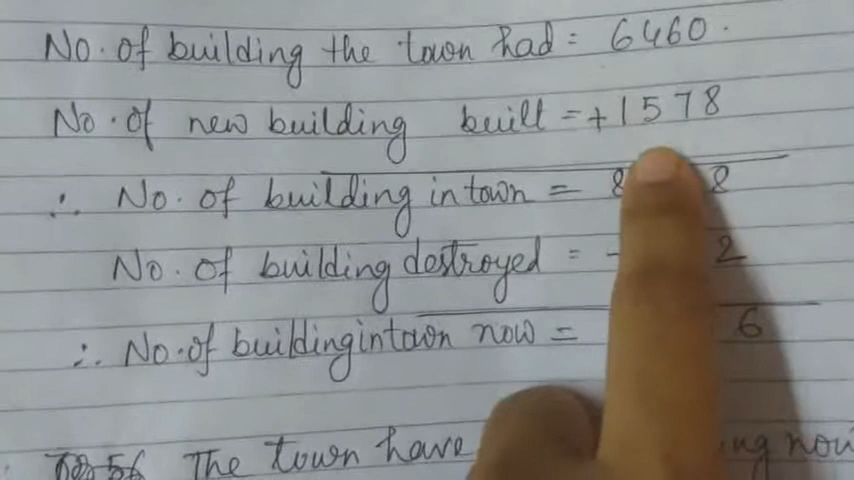 No. of building the town had = 6460.
No. of new building built = +1578
∴ No. of building in town = 8 8
No. of building destroyed = - 2
∴ No. of building in town now = 6
The town have ing now